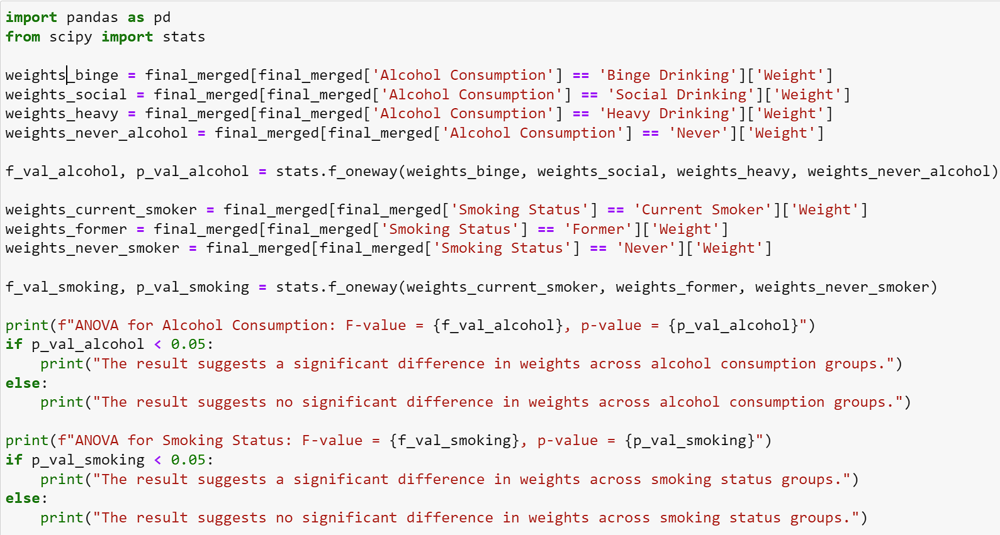 import pandas as pd
from scipy import stats

weights_binge = final_merged[final_merged['Alcohol Consumption'] == 'Binge Drinking']['Weight']
weights_social = final_merged[final_merged['Alcohol Consumption'] == 'Social Drinking']['Weight']
weights_heavy = final_merged[final_merged['Alcohol Consumption'] == 'Heavy Drinking']['Weight']
weights_never_alcohol = final_merged[final_merged['Alcohol Consumption'] == 'Never']['Weight']

f_val_alcohol, p_val_alcohol = stats.f_oneway(weights_binge, weights_social, weights_heavy, weights_never_alcohol)

weights_current_smoker = final_merged[final_merged['Smoking Status'] == 'Current Smoker']['Weight']
weights_former = final_merged[final_merged['Smoking Status'] == 'Former']['Weight']
weights_never_smoker = final_merged[final_merged['Smoking Status'] == 'Never']['Weight']

f_val_smoking, p_val_smoking = stats.f_oneway(weights_current_smoker, weights_former, weights_never_smoker)

print(f"ANOVA for Alcohol Consumption: F-value = {f_val_alcohol}, p-value = {p_val_alcohol}")
if p_val_alcohol < 0.05:
    print("The result suggests a significant difference in weights across alcohol consumption groups.")
else:
    print("The result suggests no significant difference in weights across alcohol consumption groups.")

print(f"ANOVA for Smoking Status: F-value = {f_val_smoking}, p-value = {p_val_smoking}")
if p_val_smoking < 0.05:
    print("The result suggests a significant difference in weights across smoking status groups.")
else:
    print("The result suggests no significant difference in weights across smoking status groups.")